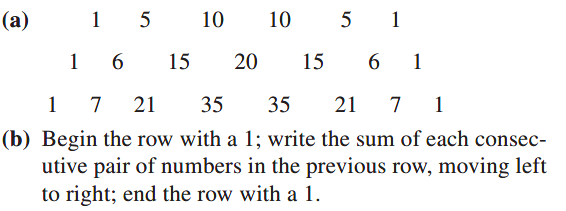 (a) 1 5 10 10 5 1
1 6 15 20 15 6 1
1 7 21 35 35 21 7 1
(b) Begin the row with a 1; write the sum of each consec-
utive pair of numbers in the previous row, moving left
to right; end the row with a 1.